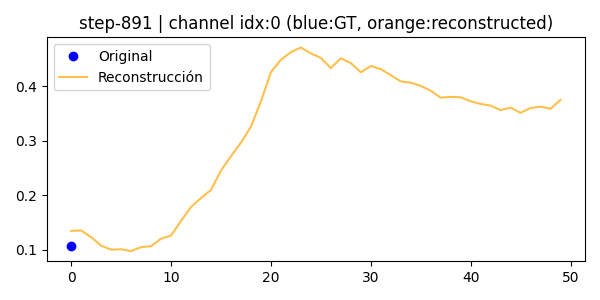 step-891 | channel idx:0 (blue:GT, orange:reconstructed)
Original
Reconstrucción
0.4
0.3
0.2
0.1
0 10 20 30 40 50